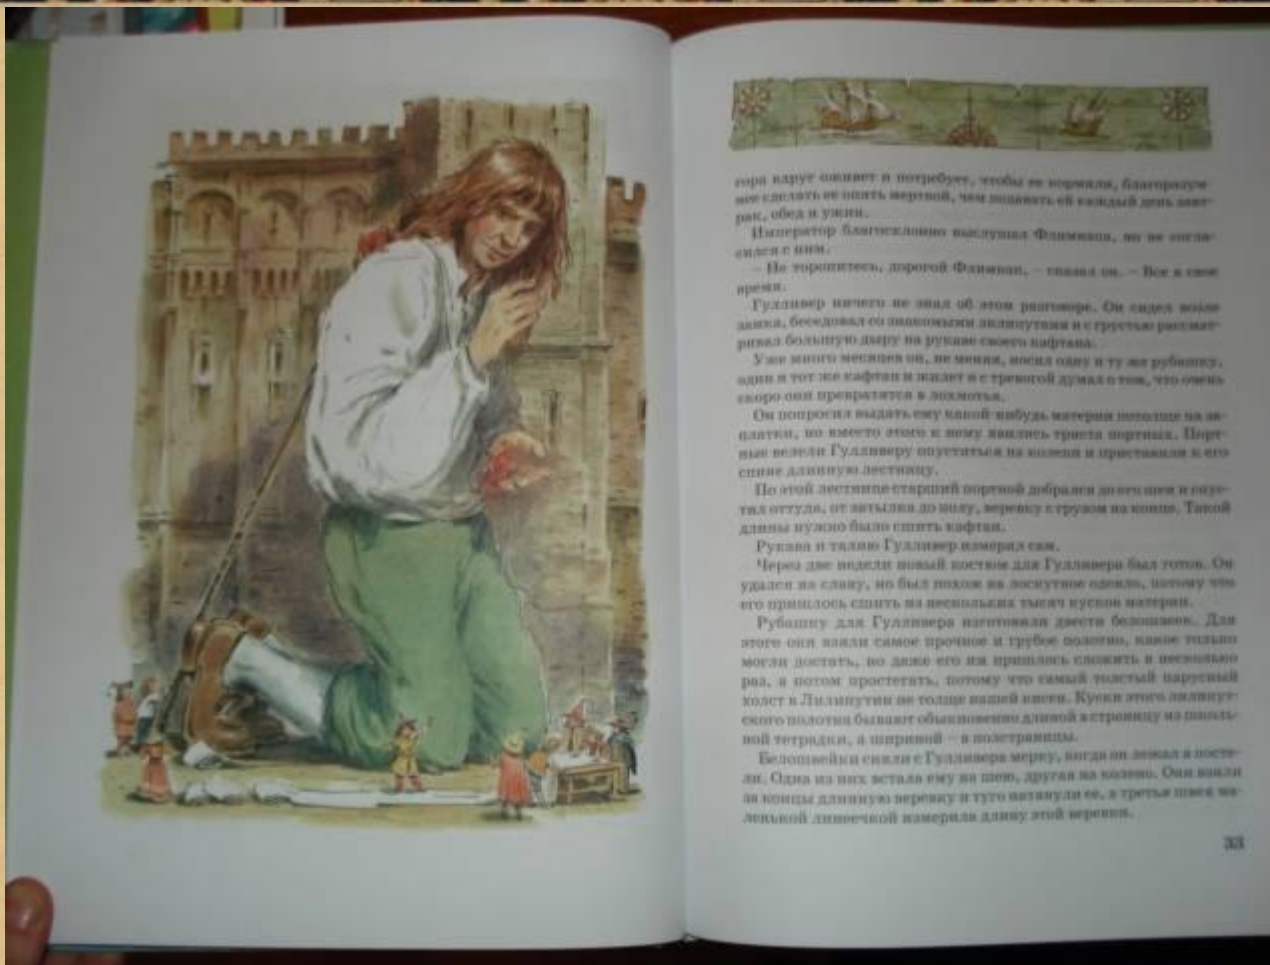 гора вдруг оживет и потребует, чтобы ее кормили, благоразум-
нее сделать ее опять мертвой, чем подавать ей каждый день завт-
рак, обед и ужин.
Император благосклонно выслушал Флимнапа, но не согла-
сился с ним.
– Не торопитесь, дорогой Флимнап, – сказал он. – Все в свое
время.
Гулливер ничего не знал об этом разговоре. Он сидел возле
замка, беседовал со знакомыми лилипутами и с грустью рассмат-
ривал большую дыру на рукаве своего кафтана.
Уже много месяцев он, не меняя, носил одну и ту же рубашку,
один и тот же кафтан и жилет и с тревогой думал о том, что очень
скоро они превратятся в лохмотья.
Он попросил выдать ему какой-нибудь материи потолще на за-
платки, но вместо этого к нему явились триста портных. Порт-
ные велели Гулливеру опуститься на колени и приставили к его
спине длинную лестницу.
По этой лестнице старший портной добрался до его шеи и спус-
тил оттуда, от затылка до полу, веревку с грузом на конце. Такой
длины нужно было сшить кафтан.
Рукава и талию Гулливер измерил сам.
Через две недели новый костюм для Гулливера был готов. Он
удался на славу, но был похож на лоскутное одеяло, потому что
его пришлось сшить из нескольких тысяч кусков материи.
Рубашку для Гулливера изготовили двести белошвеек. Для
этого они взяли самое прочное и грубое полотно, какое только
могли достать, но даже его им пришлось сложить в несколько
раз, а потом простегать, потому что самый толстый парусный
холст в Лилипутии не толще нашей кисеи. Куски этого лилипут-
ского полотна бывают обыкновенно длиной в страницу из школь-
ной тетрадки, а шириной – в полстраницы.
Белошвейки сняли с Гулливера мерку, когда он лежал в посте-
ли. Одна из них встала ему на шею, другая на колено. Они взяли
за концы длинную веревку и туго натянули ее, а третья швея ма-
ленькой линеечкой измерила длину этой веревки.
33